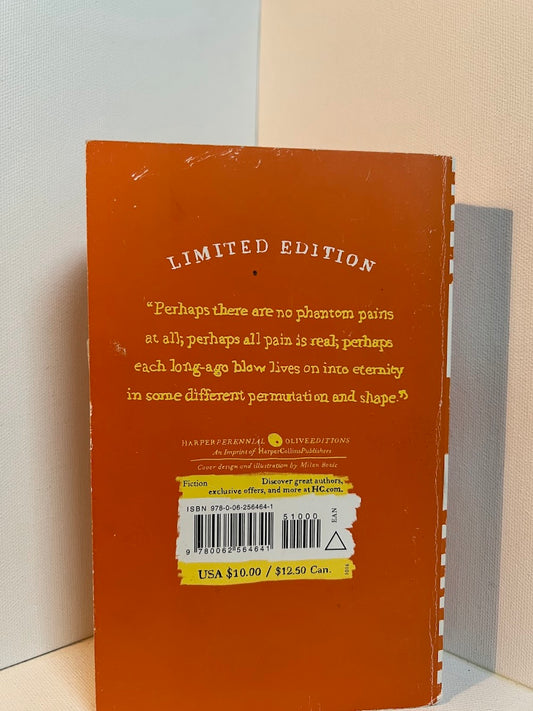 LIMITED EDITION
“Perhaps there are no phantom pains
at all; perhaps all pain is real; perhaps
each long-ago blow lives on into eternity
in some different permutation and shape.”
HARPERPERENNIAL OLIVEEDITIONS
An Imprint of HarperCollinsPublishers
Cover design and illustration by Milan Bozic
Fiction
Discover great authors,
exclusive offers, and more at HC.com.
ISBN 978-0-06-256464-1
51000
EAN
9 780062 564641
USA $10.00 / $12.50 Can.